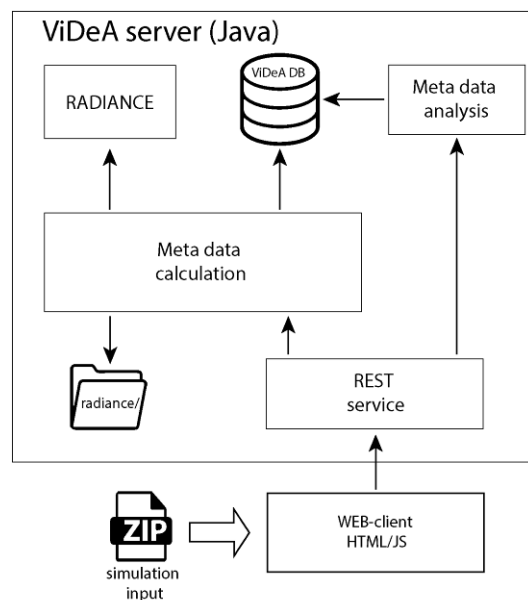 ViDeA server (Java)
RADIANCE
ViDeA DB
Meta data
analysis
Meta data
calculation
radiance/
REST
service
ZIP
simulation
input
WEB-client
HTML/JS